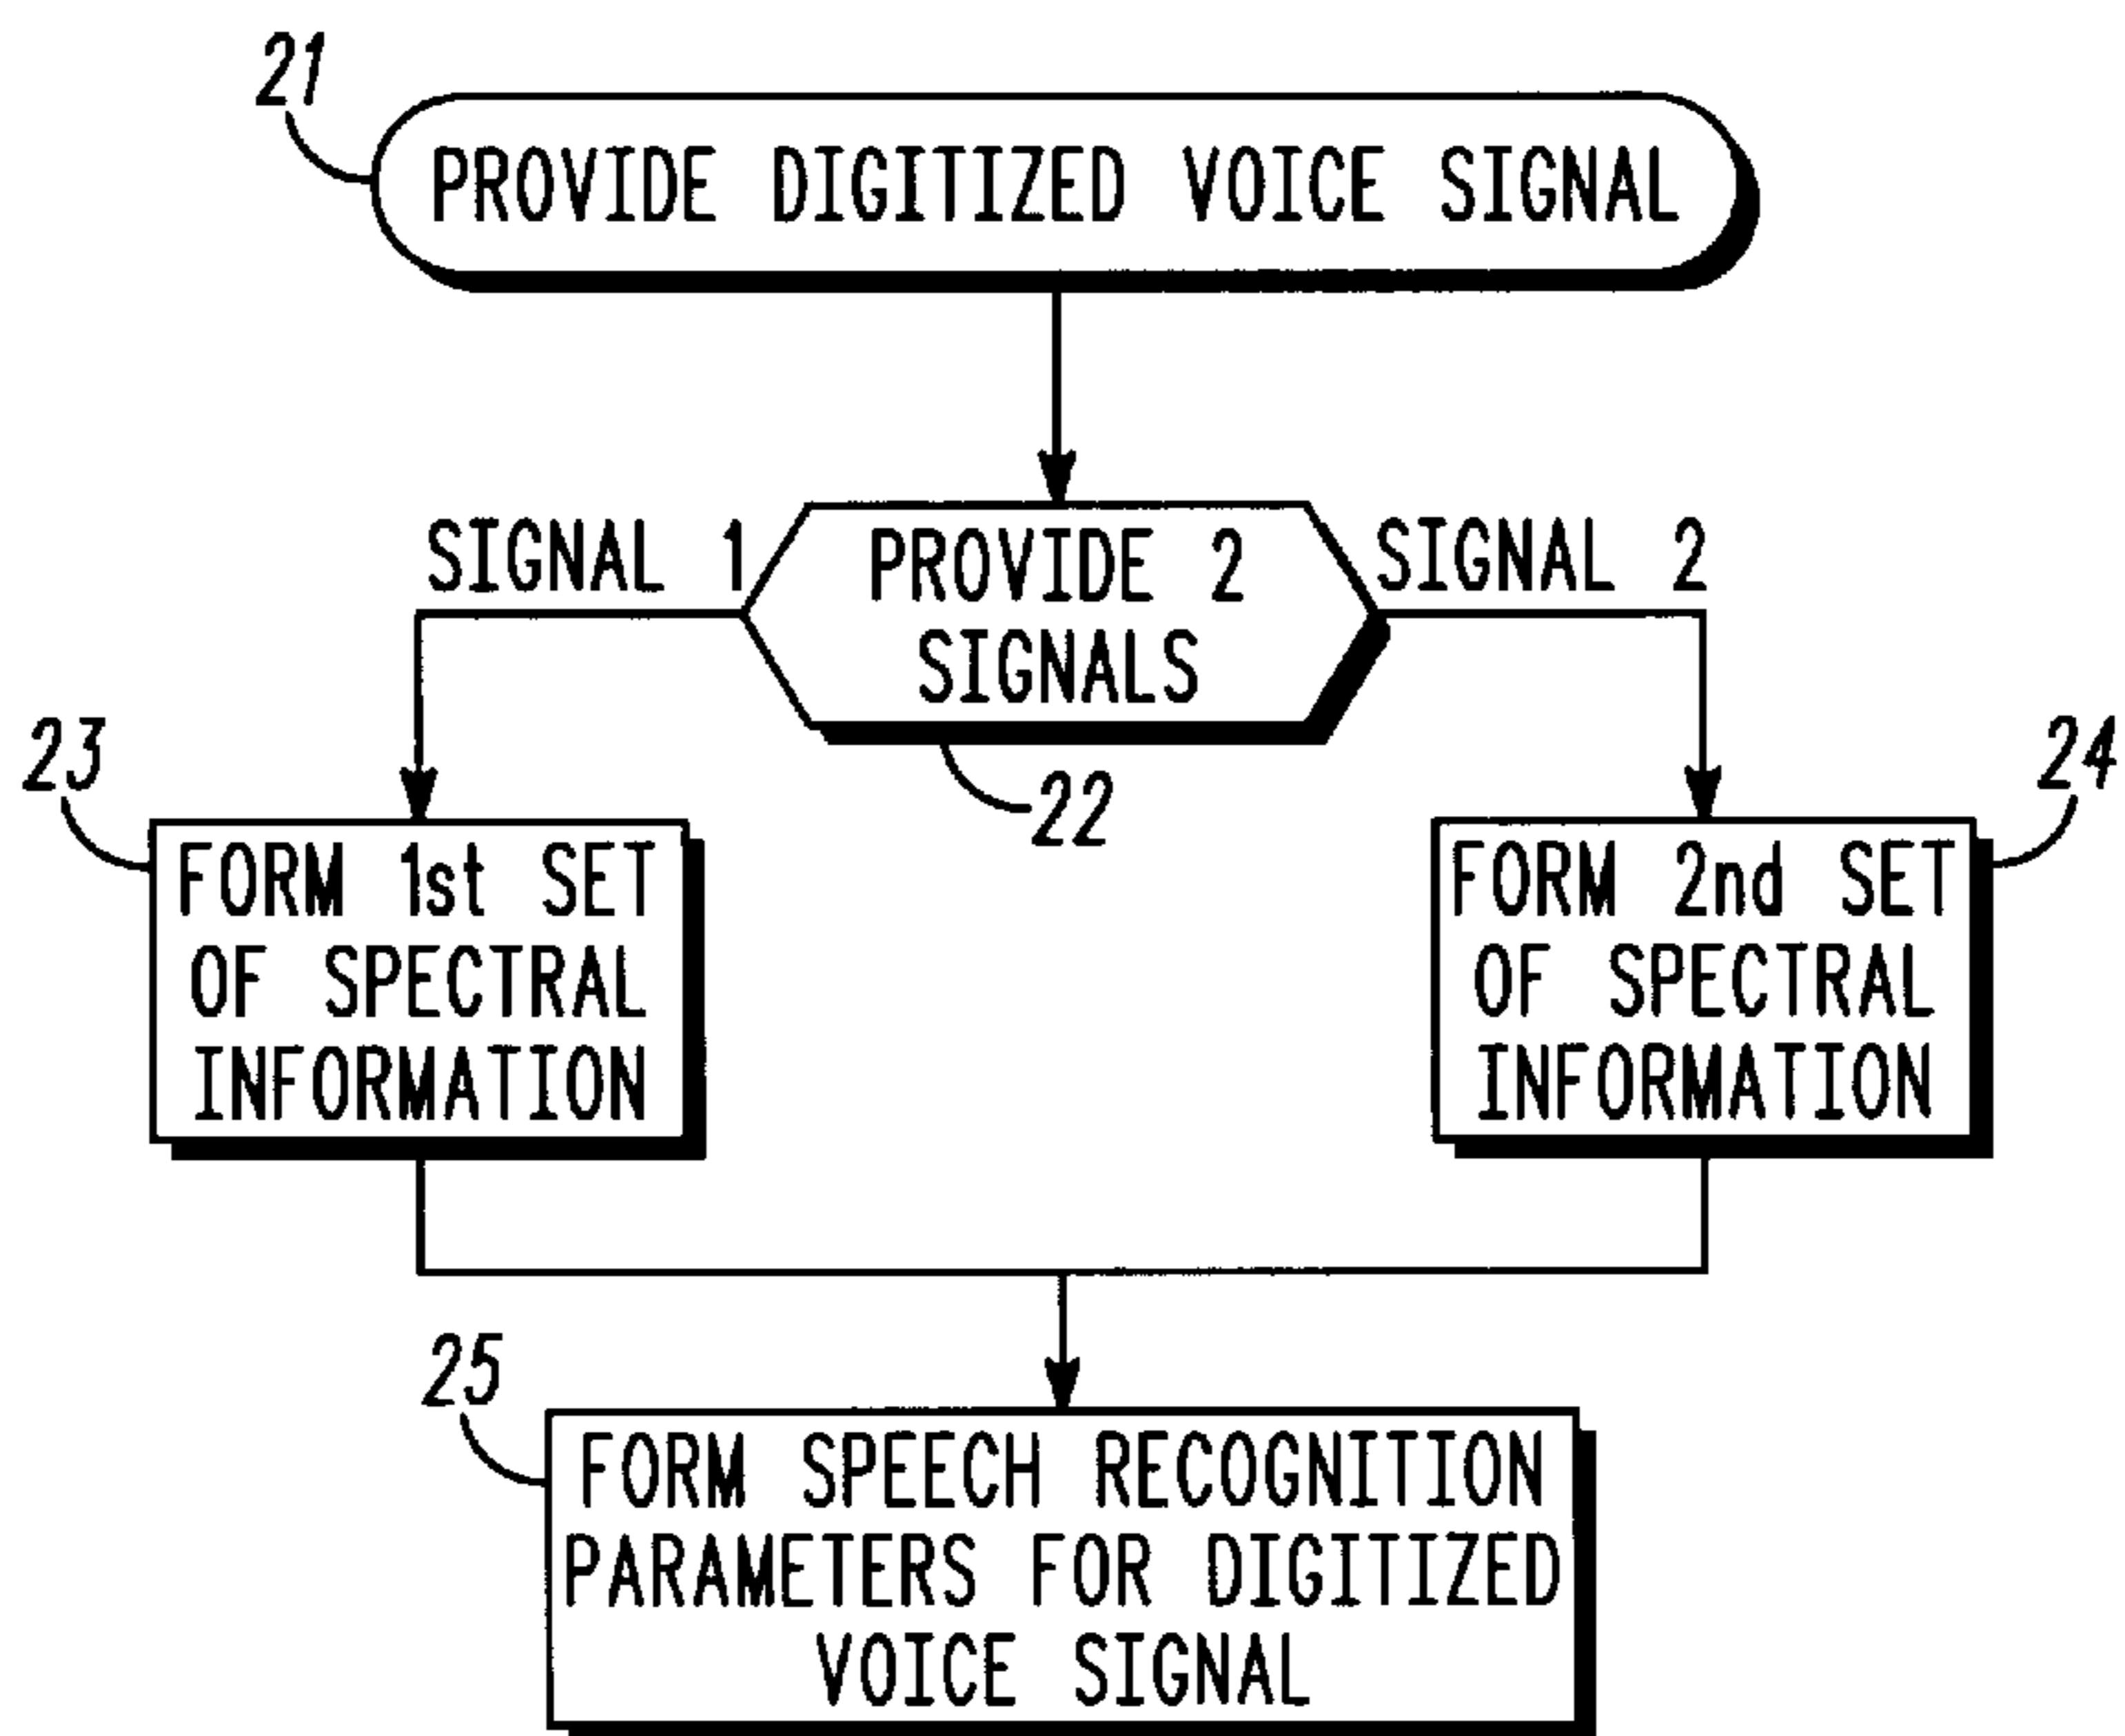 21
PROVIDE DIGITIZED VOICE SIGNAL
SIGNAL 1
PROVIDE 2
SIGNALS
SIGNAL 2
22
23
FORM 1st SET
OF SPECTRAL
INFORMATION
24
FORM 2nd SET
OF SPECTRAL
INFORMATION
25
FORM SPEECH RECOGNITION
PARAMETERS FOR DIGITIZED
VOICE SIGNAL